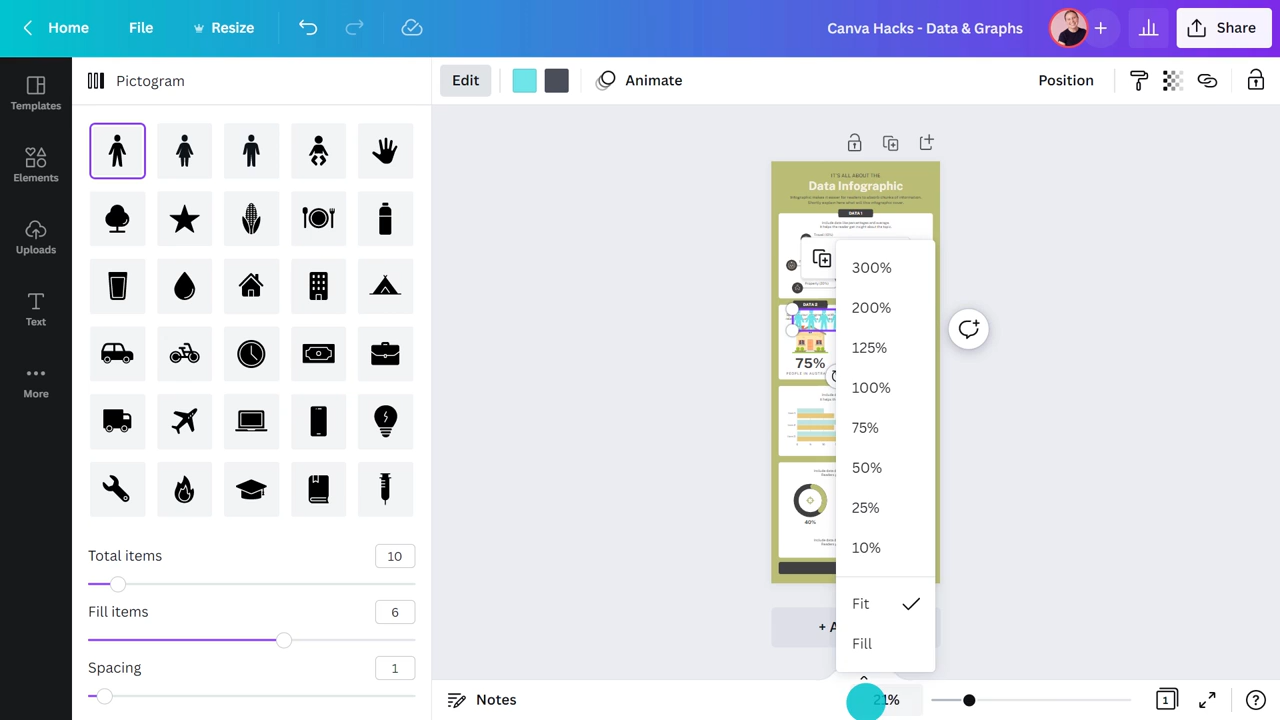 Home
File
Resize
Canva Hacks - Data & Graphs
Share
Templates
Elements
Uploads
Text
More
Pictogram
Edit
Animate
Position
Total items
10
Fill items
6
Spacing
1
IT'S ALL ABOUT THE
Data Infographic
DATA 1
DATA 2
75%
40%
300%
200%
125%
100%
75%
50%
25%
10%
Fit
Fill
+ A
Notes
21%
1